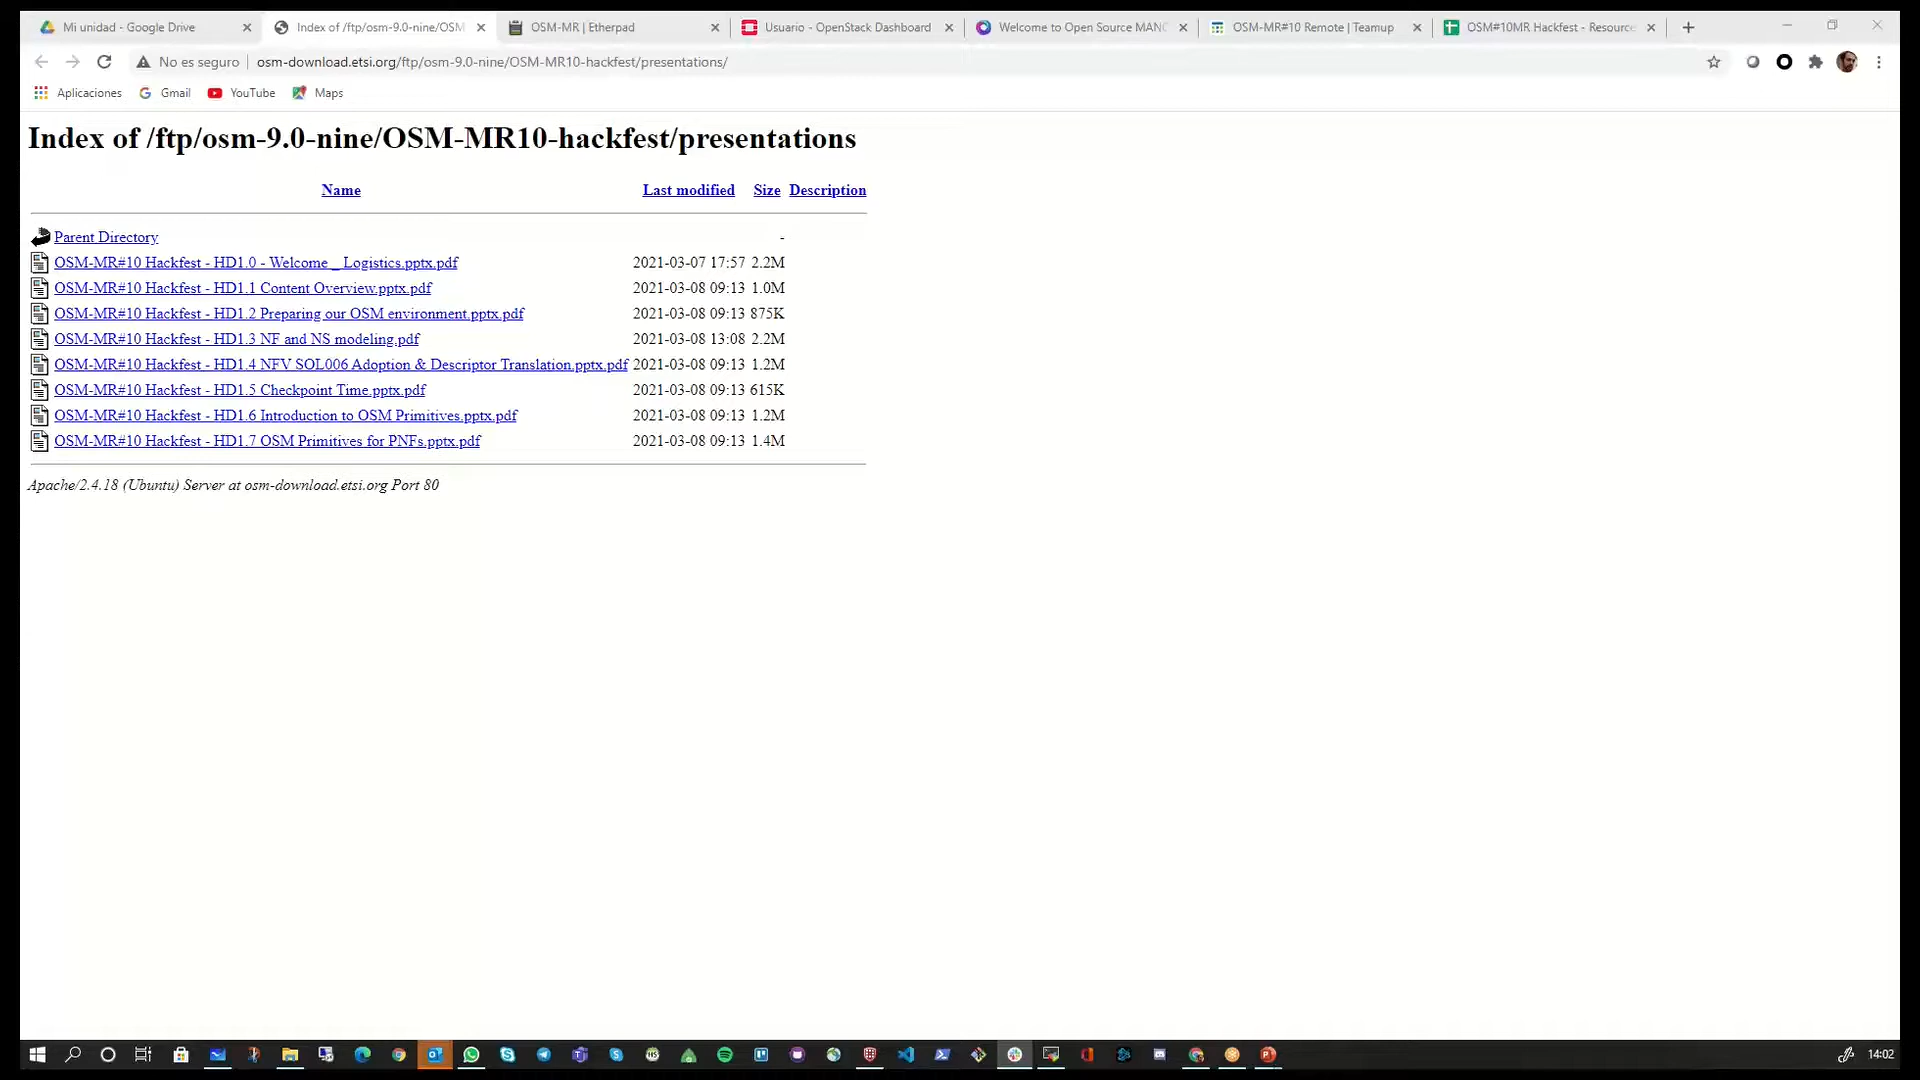 Mi unidad - Google Drive
Index of /ftp/osm-9.0-nine/OSM
OSM-MR | Etherpad
Usuario - OpenStack Dashboard
Welcome to Open Source MANO
OSM-MR#10 Remote | Teamup
OSM#10MR Hackfest - Resource
No es seguro
osm-download.etsi.org/ftp/osm-9.0-nine/OSM-MR10-hackfest/presentations/
Aplicaciones
Gmail
YouTube
Maps
Index of /ftp/osm-9.0-nine/OSM-MR10-hackfest/presentations
Name Last modified Size Description
Parent Directory -
OSM-MR#10 Hackfest - HD1.0 - Welcome _ Logistics.pptx.pdf 2021-03-07 17:57 2.2M
OSM-MR#10 Hackfest - HD1.1 Content Overview.pptx.pdf 2021-03-08 09:13 1.0M
OSM-MR#10 Hackfest - HD1.2 Preparing our OSM environment.pptx.pdf 2021-03-08 09:13 875K
OSM-MR#10 Hackfest - HD1.3 NF and NS modeling.pdf 2021-03-08 13:08 2.2M
OSM-MR#10 Hackfest - HD1.4 NFV SOL006 Adoption & Descriptor Translation.pptx.pdf 2021-03-08 09:13 1.2M
OSM-MR#10 Hackfest - HD1.5 Checkpoint Time.pptx.pdf 2021-03-08 09:13 615K
OSM-MR#10 Hackfest - HD1.6 Introduction to OSM Primitives.pptx.pdf 2021-03-08 09:13 1.2M
OSM-MR#10 Hackfest - HD1.7 OSM Primitives for PNFs.pptx.pdf 2021-03-08 09:13 1.4M
Apache/2.4.18 (Ubuntu) Server at osm-download.etsi.org Port 80
14:02